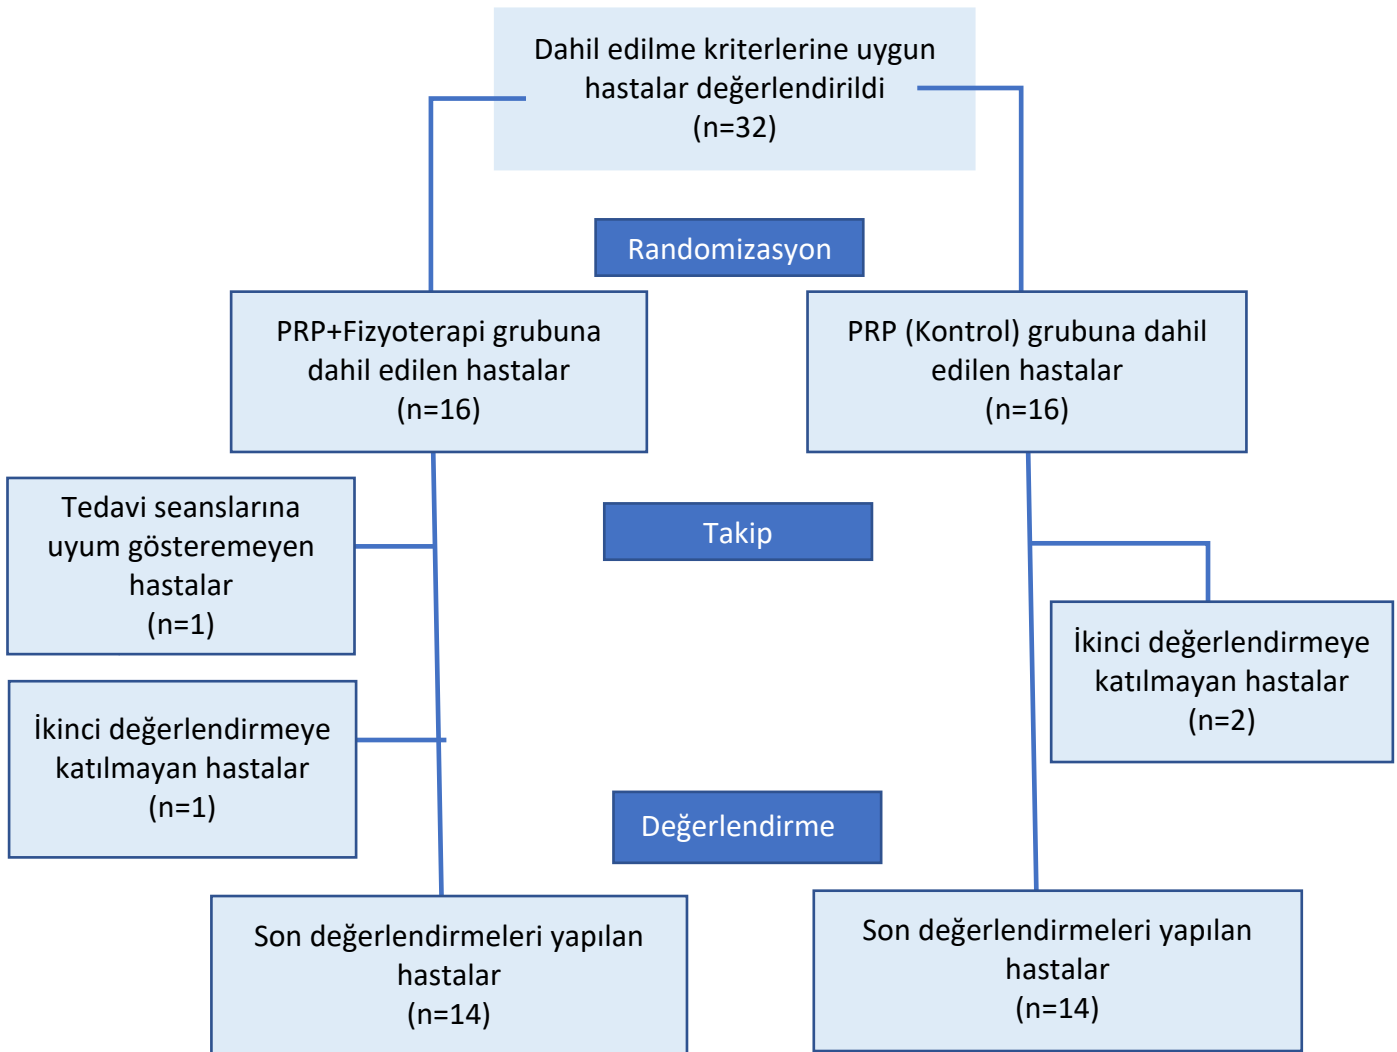 Dahil edilme kriterlerine uygun
hastalar değerlendirildi
(n=32)
Randomizasyon
PRP+Fizyoterapi grubuna
dahil edilen hastalar
(n=16)
PRP (Kontrol) grubuna dahil
edilen hastalar
(n=16)
Tedavi seanslarına
uyum gösteremeyen
hastalar
(n=1)
Takip
İkinci değerlendirmeye
katılmayan hastalar
(n=2)
İkinci değerlendirmeye
katılmayan hastalar
(n=1)
Değerlendirme
Son değerlendirmeleri yapılan
hastalar
(n=14)
Son değerlendirmeleri yapılan
hastalar
(n=14)